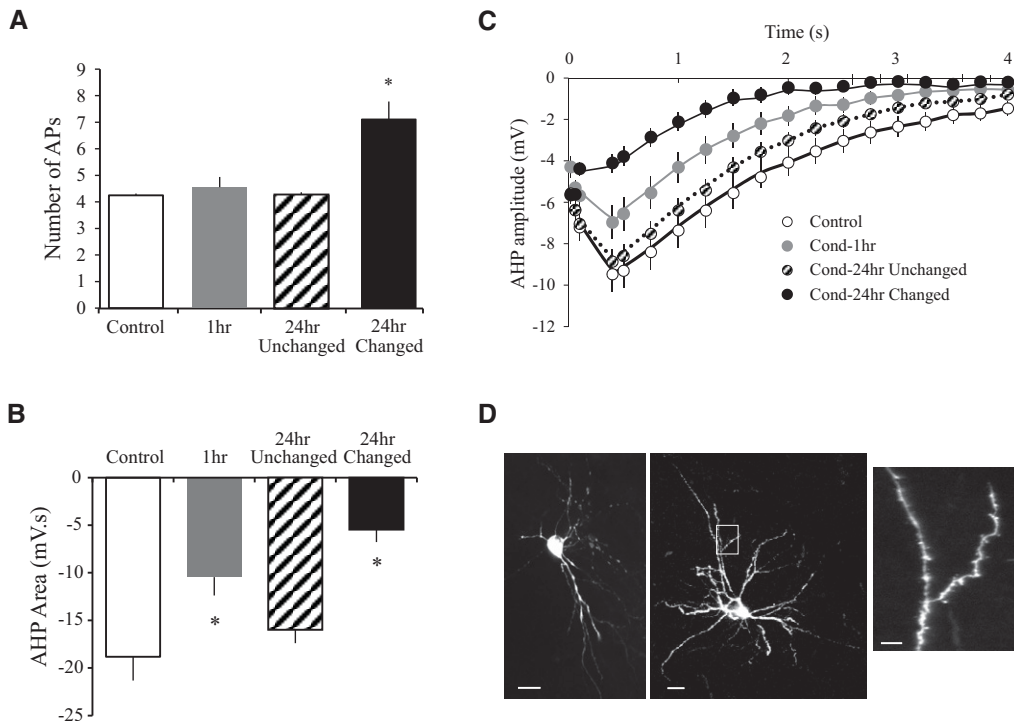 A
Number of APs
9
8
7
6
5
4
3
2
1
0
*
Control
1hr
24hr
Unchanged
24hr
Changed
B
AHP Area (mV.s)
Control
1hr
24hr
Unchanged
24hr
Changed
0
-5
-10
-15
-20
-25
*
*
C
Time (s)
0 1 2 3 4
AHP amplitude (mV)
0
-2
-4
-6
-8
-10
-12
Control
Cond-1hr
Cond-24hr Unchanged
Cond-24hr Changed
D